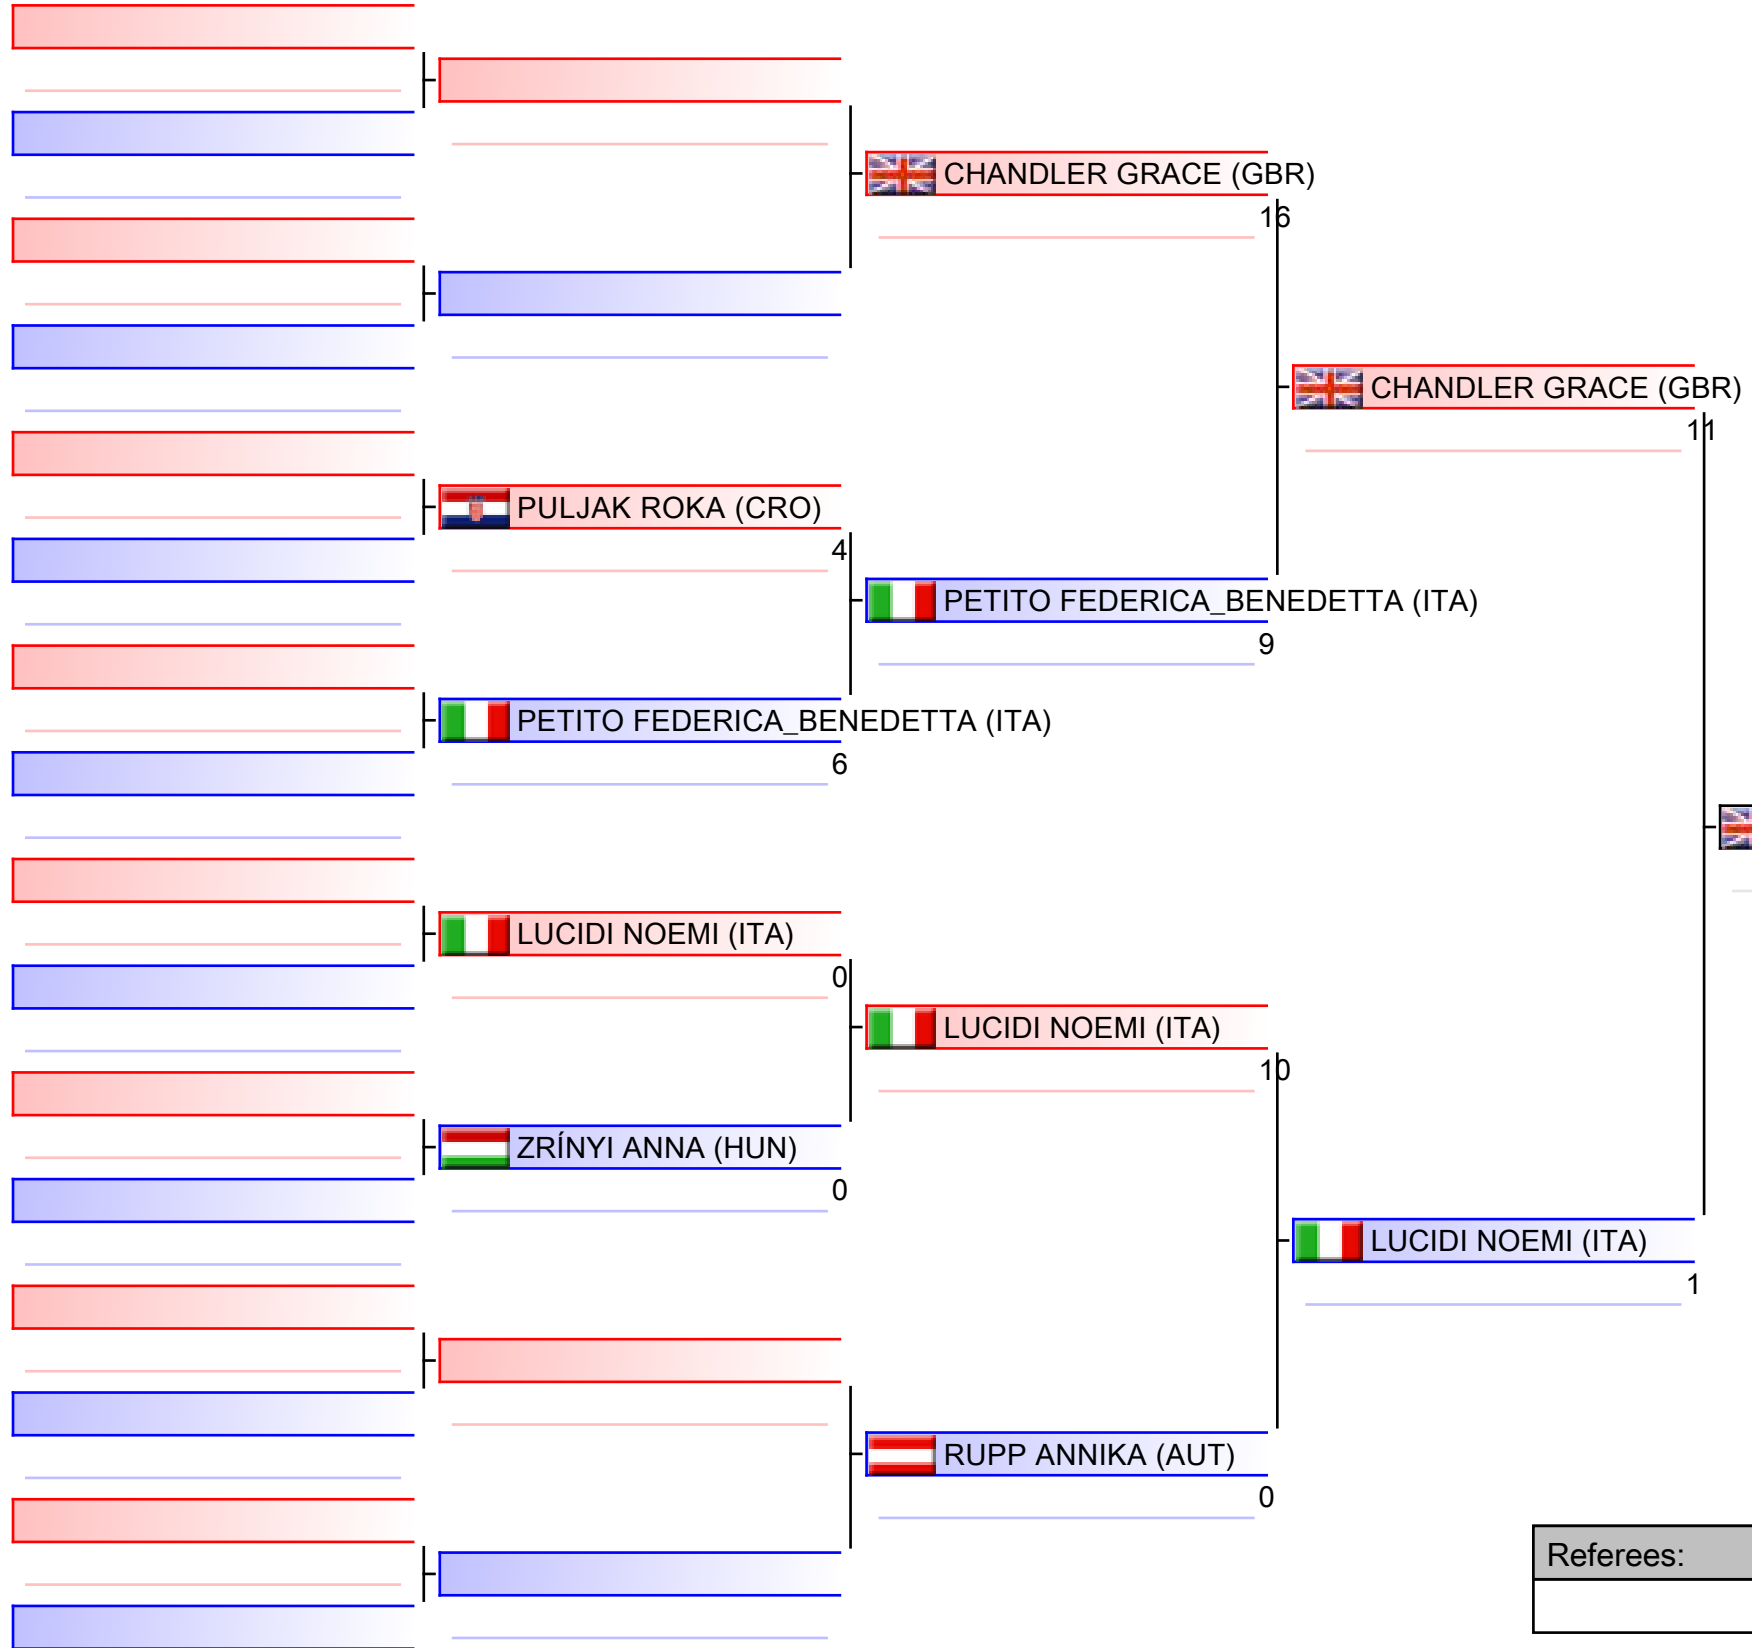 CHANDLER GRACE (GBR)
16
CHANDLER GRACE (GBR)
11
PULJAK ROKA (CRO)
4
PETITO FEDERICA_BENEDETTA (ITA)
9
PETITO FEDERICA_BENEDETTA (ITA)
6
LUCIDI NOEMI (ITA)
0
LUCIDI NOEMI (ITA)
10
ZRÍNYI ANNA (HUN)
0
LUCIDI NOEMI (ITA)
1
RUPP ANNIKA (AUT)
0
Referees: